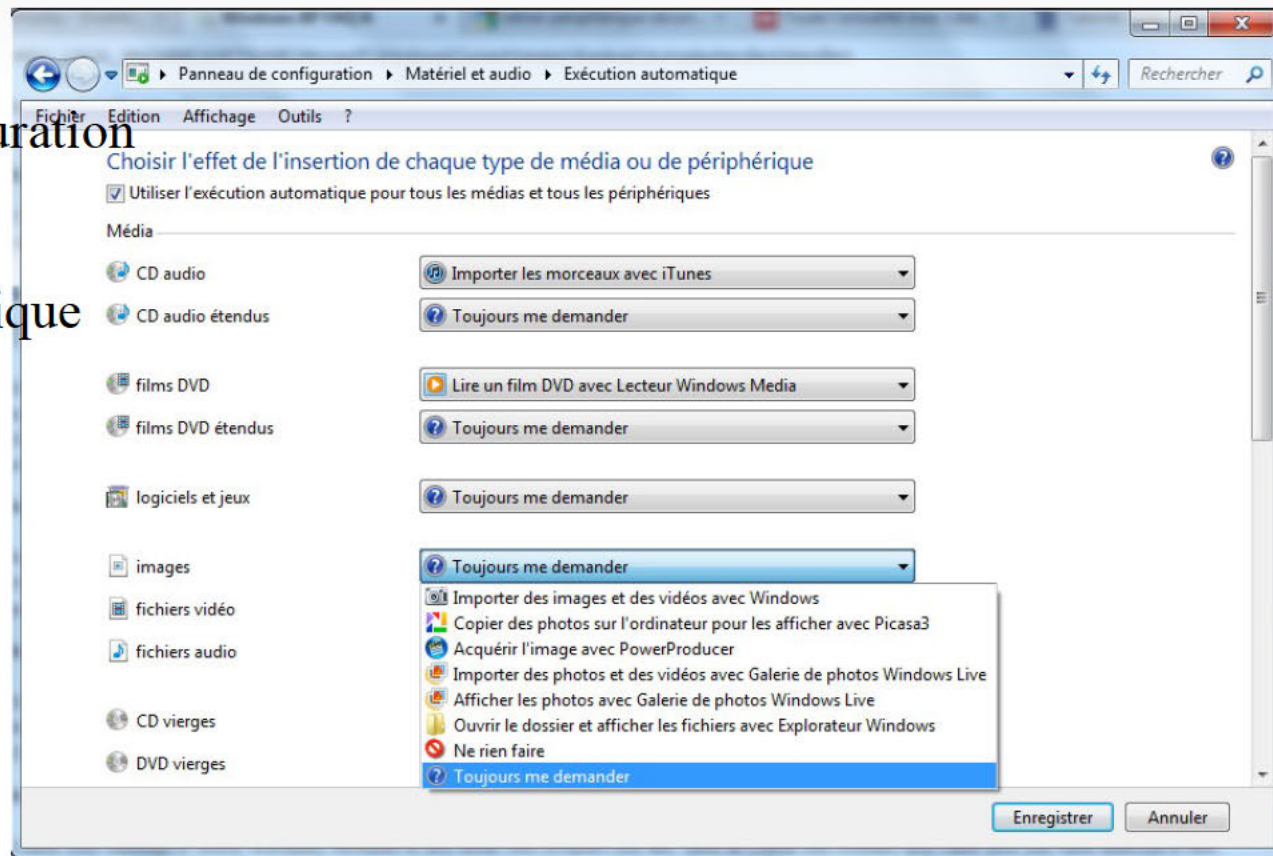 Panneau de configuration ▸ Matériel et audio ▸ Exécution automatique
Rechercher
Fichier Edition Affichage Outils ?
uration
Choisir l'effet de l'insertion de chaque type de média ou de périphérique
Utiliser l'exécution automatique pour tous les médias et tous les périphériques
Média
CD audio Importer les morceaux avec iTunes
ique
CD audio étendus Toujours me demander
films DVD Lire un film DVD avec Lecteur Windows Media
films DVD étendus Toujours me demander
logiciels et jeux Toujours me demander
images Toujours me demander
Importer des images et des vidéos avec Windows
fichiers vidéo
Copier des photos sur l'ordinateur pour les afficher avec Picasa3
Acquérir l'image avec PowerProducer
fichiers audio
Importer des photos et des vidéos avec Galerie de photos Windows Live
Afficher les photos avec Galerie de photos Windows Live
CD vierges
Ouvrir le dossier et afficher les fichiers avec Explorateur Windows
Ne rien faire
DVD vierges
Toujours me demander
Enregistrer Annuler